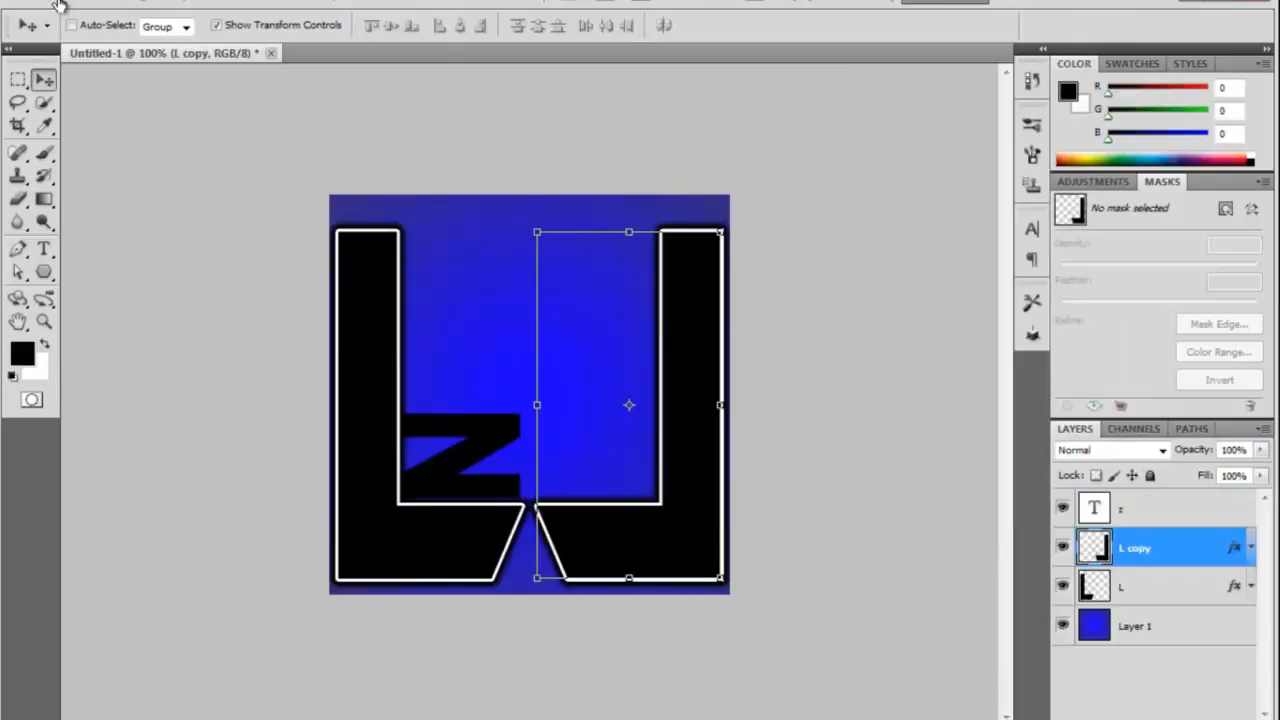 Auto-Select: Group Show Transform Controls
Untitled-1 @ 100% (L copy, RGB/8) *
COLOR SWATCHES STYLES
R 0
G 0
B 0
ADJUSTMENTS MASKS
No mask selected
Density:
Feather:
Refine:
Mask Edge...
Color Range...
Invert
Z
L
LAYERS CHANNELS PATHS
Normal Opacity: 100%
Lock: Fill: 100%
T z
L copy fx
L fx
Layer 1